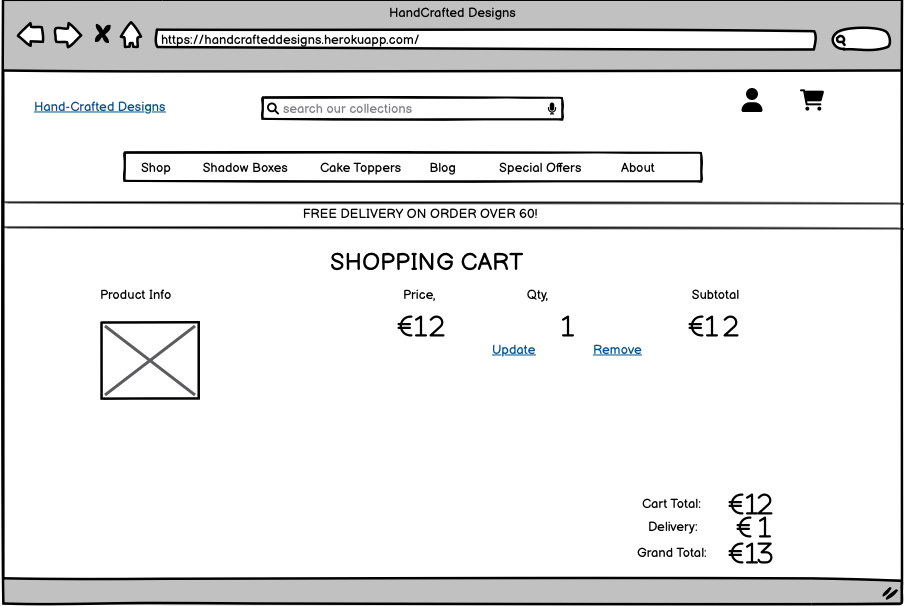 HandCrafted Designs
https://handcrafteddesigns.herokuapp.com/
Hand-Crafted Designs
search our collections
Shop Shadow Boxes Cake Toppers Blog Special Offers About
FREE DELIVERY ON ORDER OVER 60!
SHOPPING CART
Product Info Price, Qty, Subtotal
€12 1 €12
Update Remove
Cart Total: €12
Delivery: € 1
Grand Total: €13